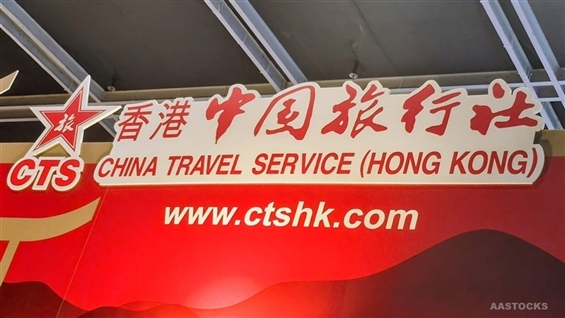 旅
CTS
香港中国旅行社
CHINA TRAVEL SERVICE (HONG KONG)
www.ctshk.com
AASTOCKS